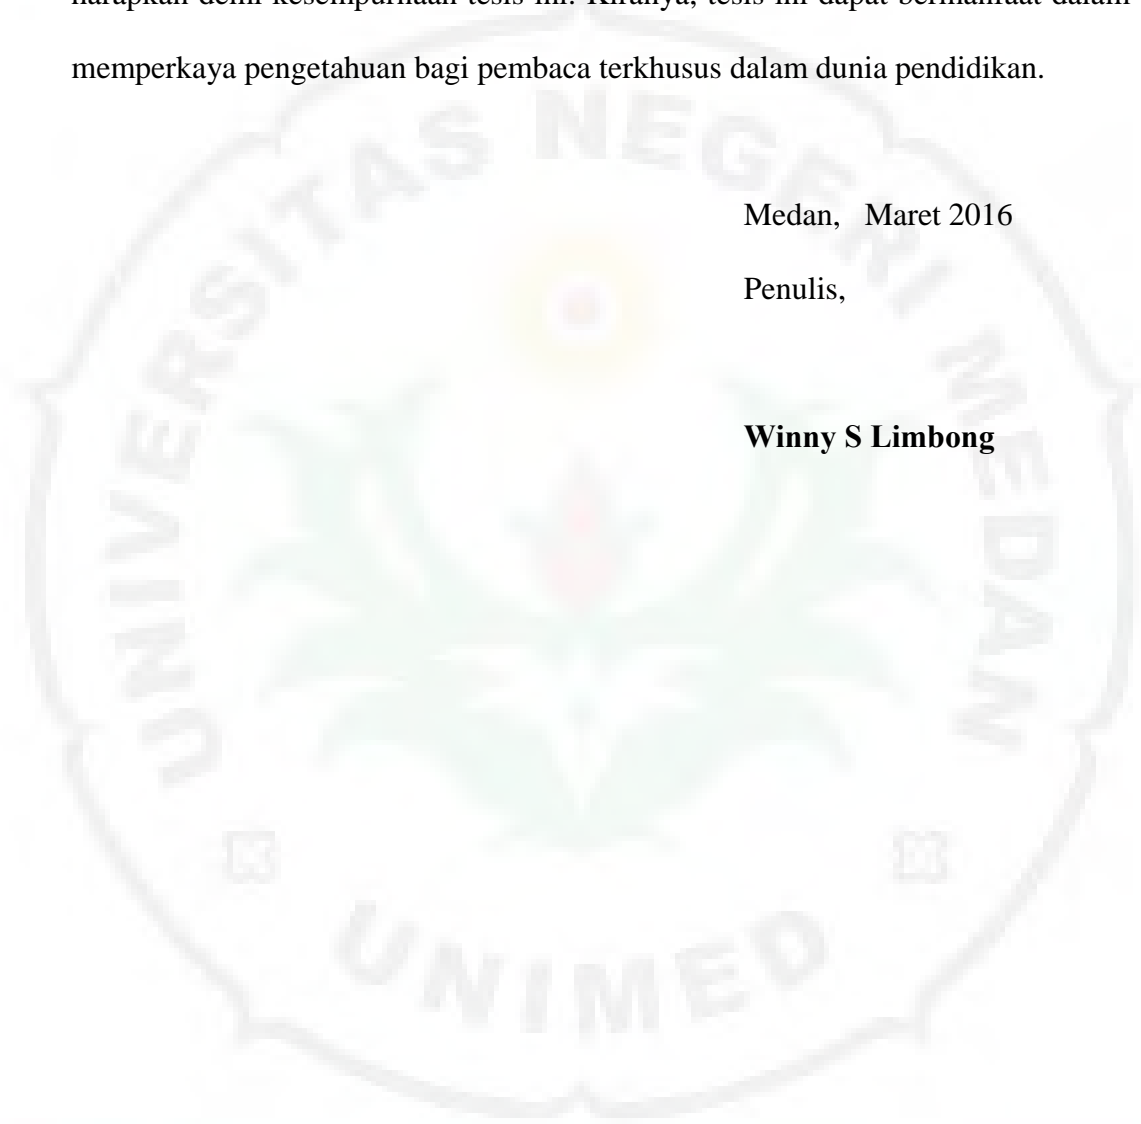 harapkan demi kesempurnaan tesis ini. Kiranya, tesis ini dapat bermanfaat dalam
memperkaya pengetahuan bagi pembaca terkhusus dalam dunia pendidikan.
Medan, Maret 2016
Penulis,
Winny S Limbong
UNIVERSITAS NEGERI MEDAN
UNIMED